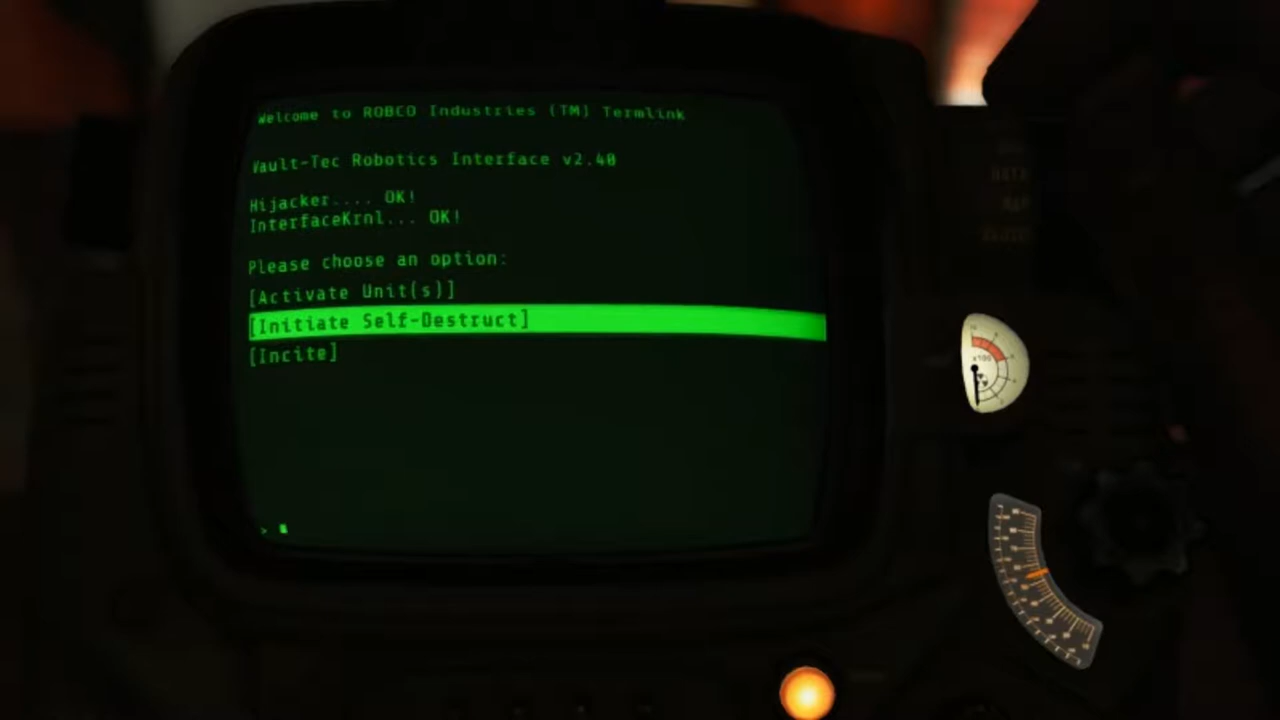 Welcome to ROBCO Industries (TM) Termlink
Vault-Tec Robotics Interface v2.40
Hijacker.... OK!
InterfaceKrnl... OK!
Please choose an option:
[Activate Unit(s)]
[Initiate Self-Destruct]
[Incite]
>
x100